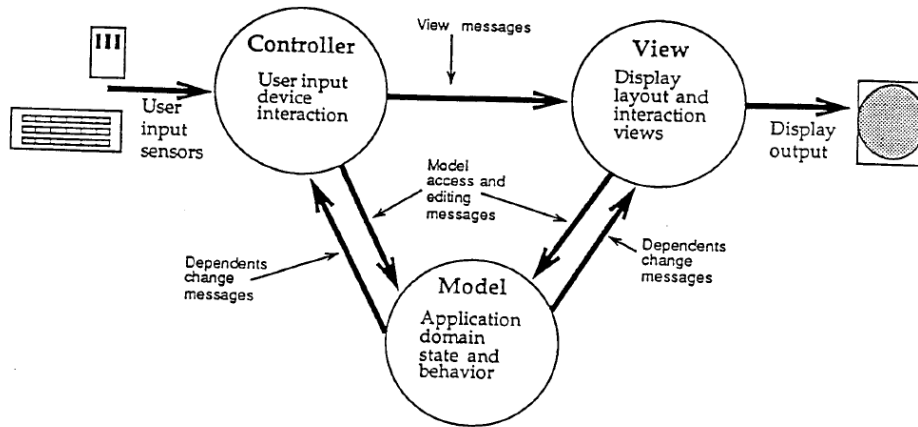 Controller
User input
device
interaction
View messages
View
Display
layout and
interaction
views
User
input
sensors
Display
output
Model
access and
editing
messages
Dependents
change
messages
Dependents
change
messages
Model
Application
domain
state and
behavior